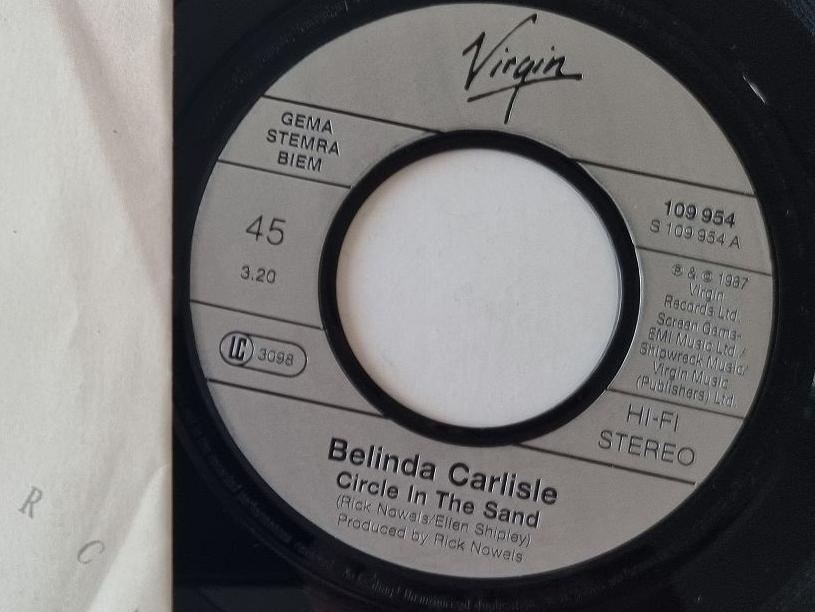 Virgin
GEMA
STEMRA
BIEM
45
3.20
LC 3098
109 954
S 109 954 A
℗ & © 1987
Virgin
Records Ltd.
Screen Gems-
EMI Music Ltd./
Shipwreck Music/
Virgin Music
(Publishers) Ltd.
HI-FI
STEREO
Belinda Carlisle
Circle In The Sand
(Rick Nowels/Ellen Shipley)
Produced by Rick Nowels
R
C